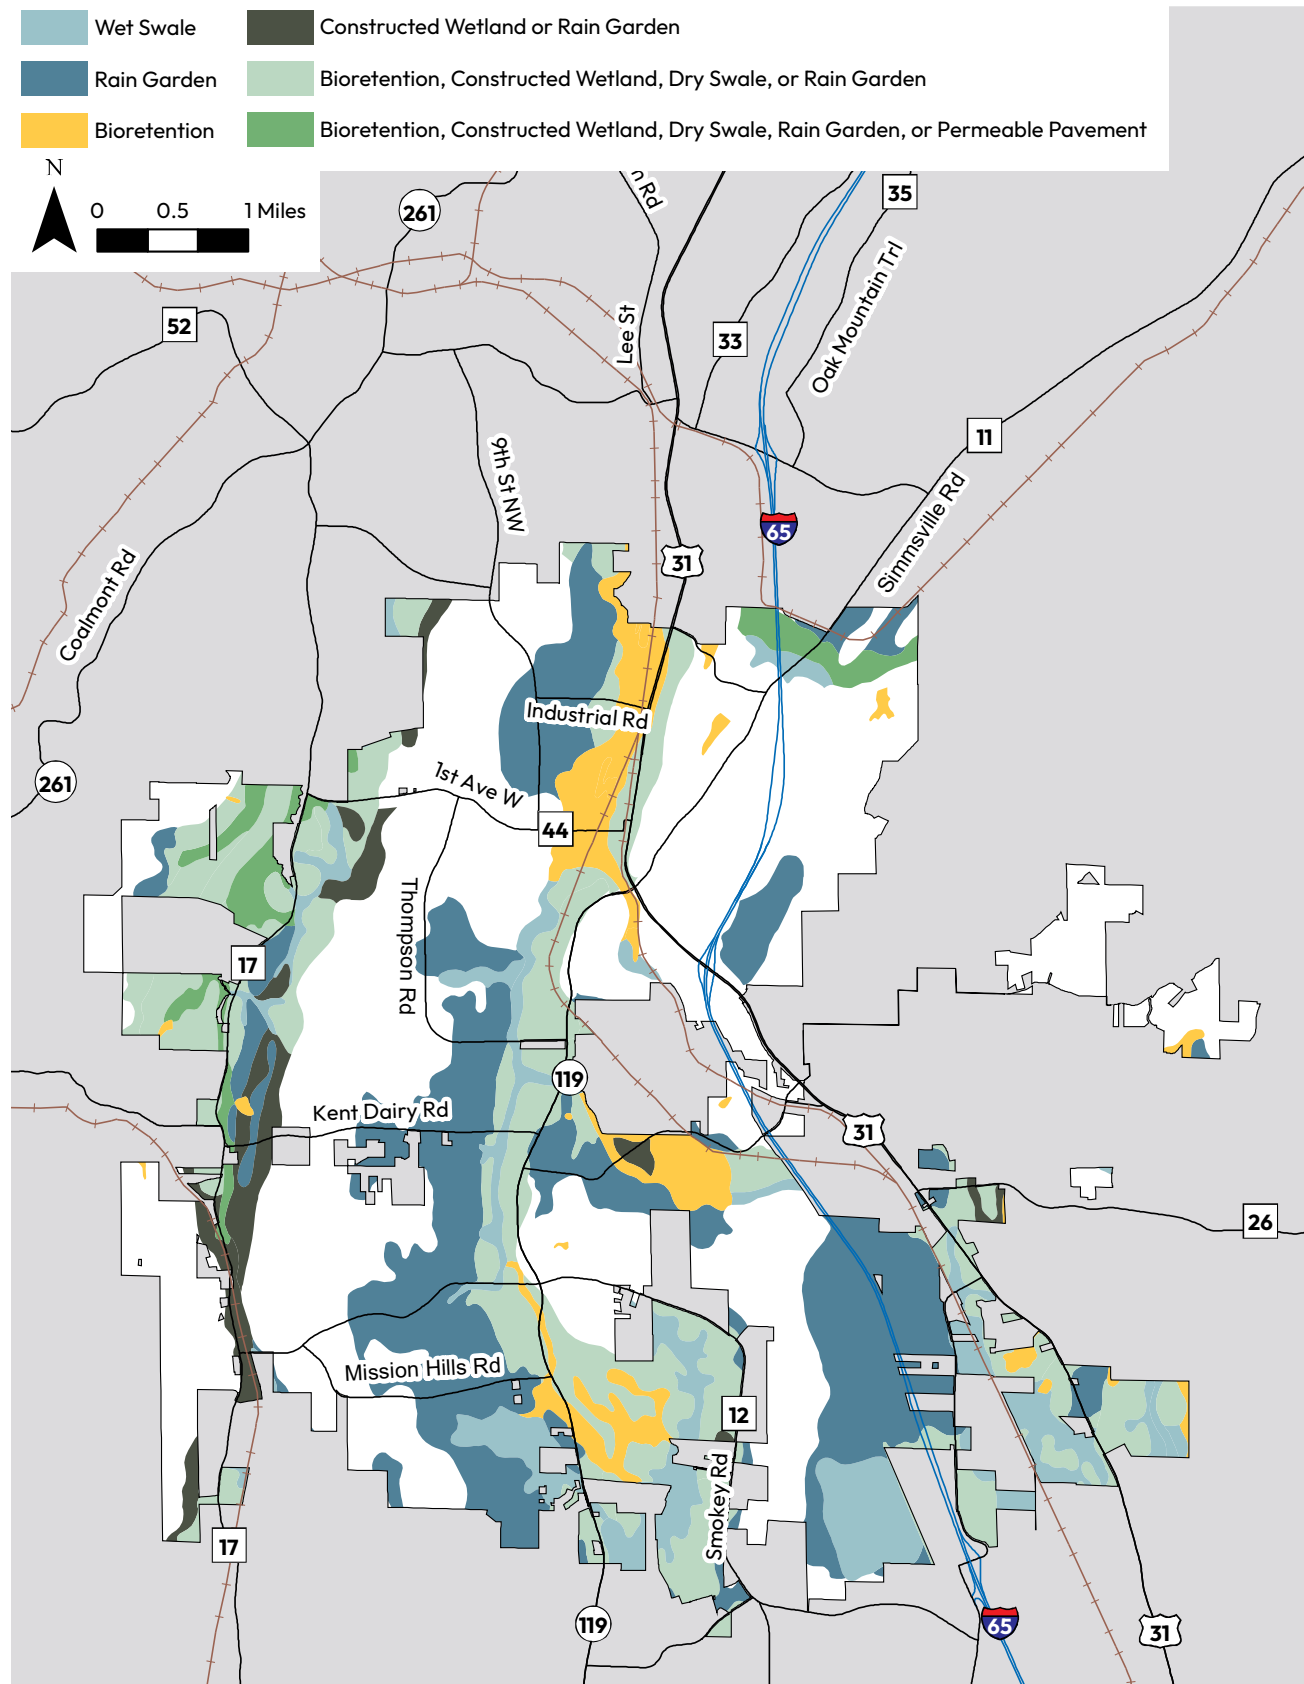 Wet Swale
Constructed Wetland or Rain Garden
Rain Garden
Bioretention, Constructed Wetland, Dry Swale, or Rain Garden
Bioretention
Bioretention, Constructed Wetland, Dry Swale, Rain Garden, or Permeable Pavement
N
0 0.5 1 Miles
n Rd
35
261
Oak Mountain Trl
52
Lee St
33
11
9th St NW
Simmsville Rd
65
31
Coalmont Rd
Industrial Rd
261
1st Ave W
44
Thompson Rd
17
119
Kent Dairy Rd
31
26
Mission Hills Rd
12
Smokey Rd
17
119
65
31